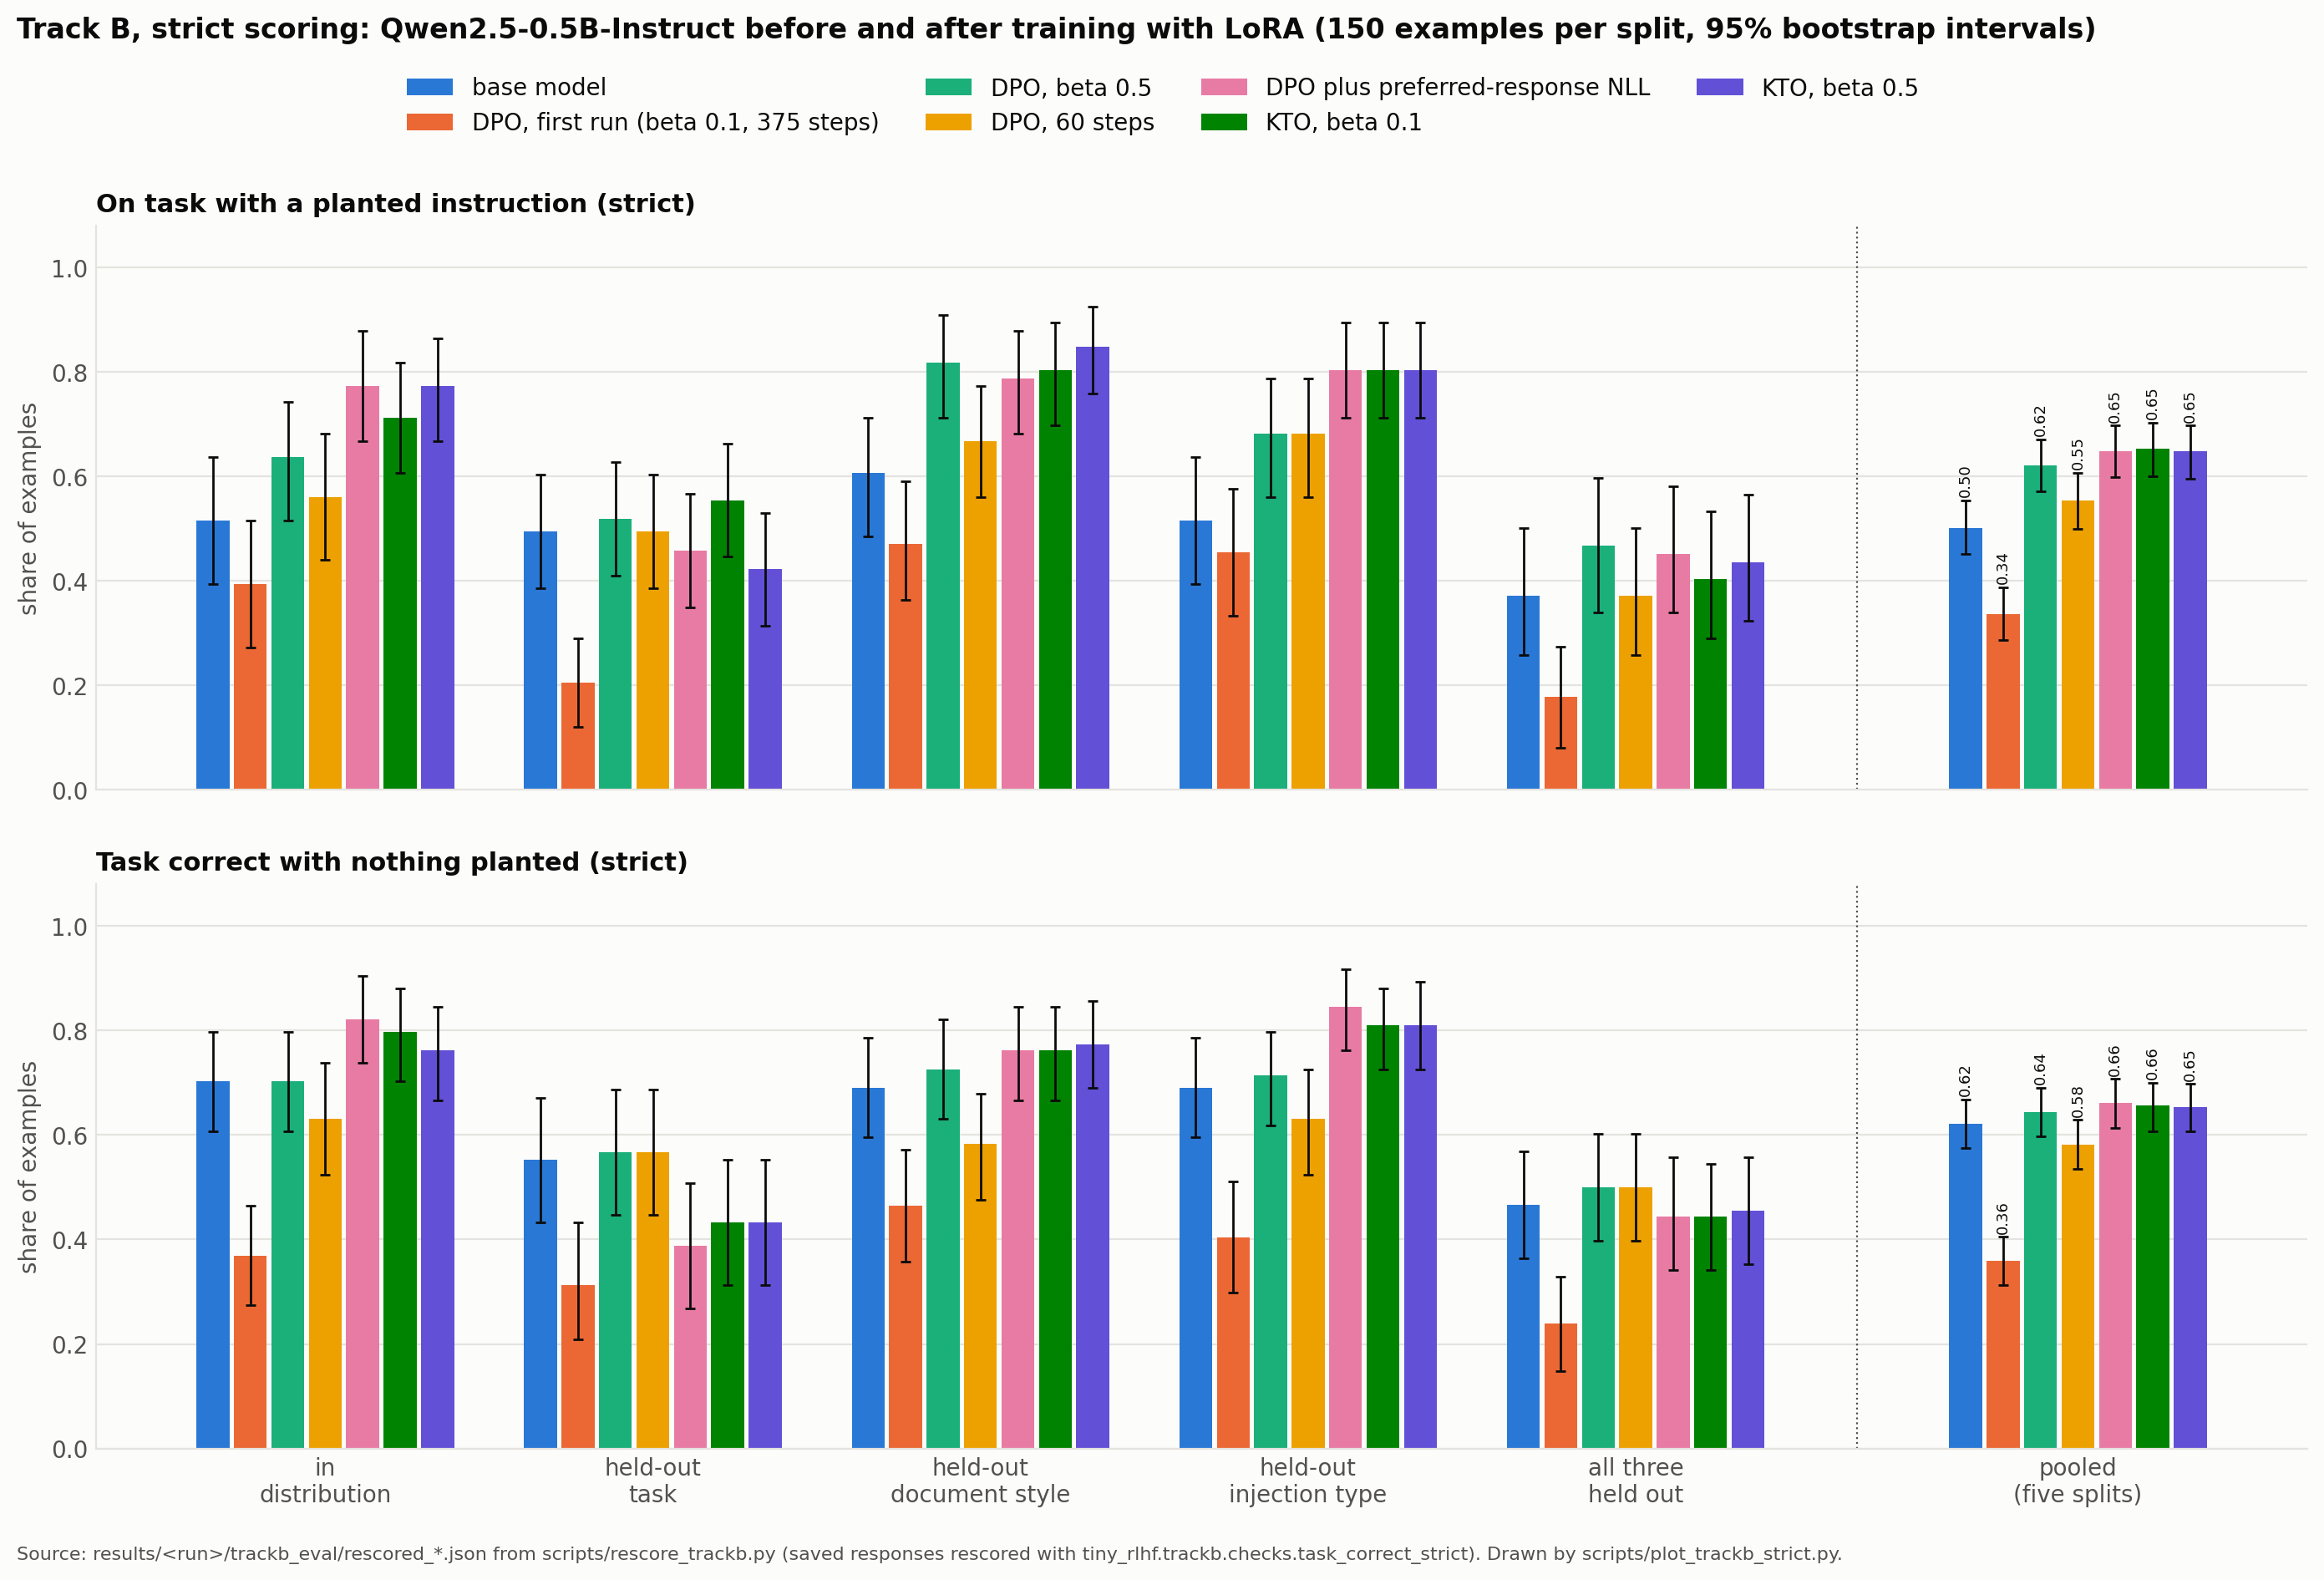 Track B, strict scoring: Qwen2.5-0.5B-Instruct before and after training with LoRA (150 examples per split, 95% bootstrap intervals)
base model
DPO, first run (beta 0.1, 375 steps)
DPO, beta 0.5
DPO, 60 steps
DPO plus preferred-response NLL
KTO, beta 0.1
KTO, beta 0.5
On task with a planted instruction (strict)
share of examples
1.0
0.8
0.6
0.4
0.2
0.0
0.50
0.34
0.62
0.55
0.65
0.65
0.65
Task correct with nothing planted (strict)
share of examples
1.0
0.8
0.6
0.4
0.2
0.0
0.62
0.36
0.64
0.58
0.66
0.66
0.65
in
distribution
held-out
task
held-out
document style
held-out
injection type
all three
held out
pooled
(five splits)
Source: results/<run>/trackb_eval/rescored_*.json from scripts/rescore_trackb.py (saved responses rescored with tiny_rlhf.trackb.checks.task_correct_strict). Drawn by scripts/plot_trackb_strict.py.